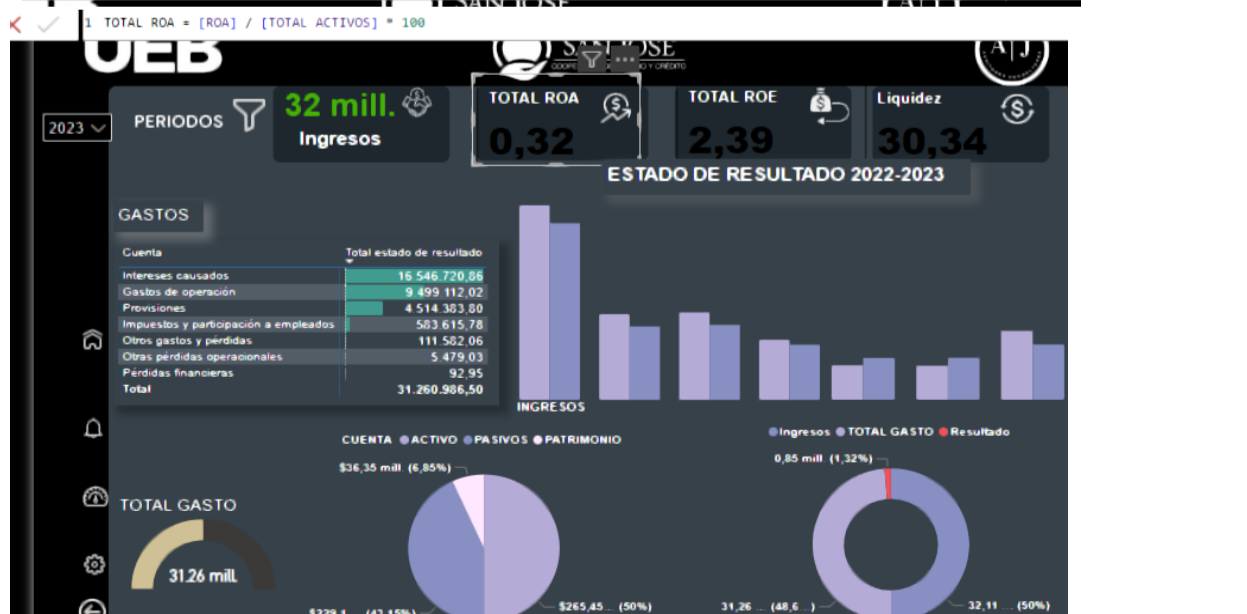 SAN JOSE
1 TOTAL ROA = [ROA] / [TOTAL ACTIVOS] * 100
UEB
SAN JOSE
A|J
2023
PERIODOS
32 mill.
Ingresos
TOTAL ROA
0,32
TOTAL ROE
2,39
Liquidez
30,34
ESTADO DE RESULTADO 2022-2023
GASTOS
Cuenta Total estado de resultado
Intereses causados 16.546.720,86
Gastos de operación 9.499.112,02
Provisiones 4.514.383,80
Impuestos y participación a empleados 583.615,78
Otros gastos y pérdidas 111.582,06
Otras pérdidas operacionales 5.479,03
Pérdidas financieras 92,95
Total 31.260.986,50
INGRESOS
CUENTA ACTIVO PASIVOS PATRIMONIO
$36,35 mill. (6,85%)
$265,45... (50%)
Ingresos TOTAL GASTO Resultado
0,85 mill. (1,32%)
31,26 ... (48,6...)
32,11 ... (50%)
TOTAL GASTO
31.26 mill.